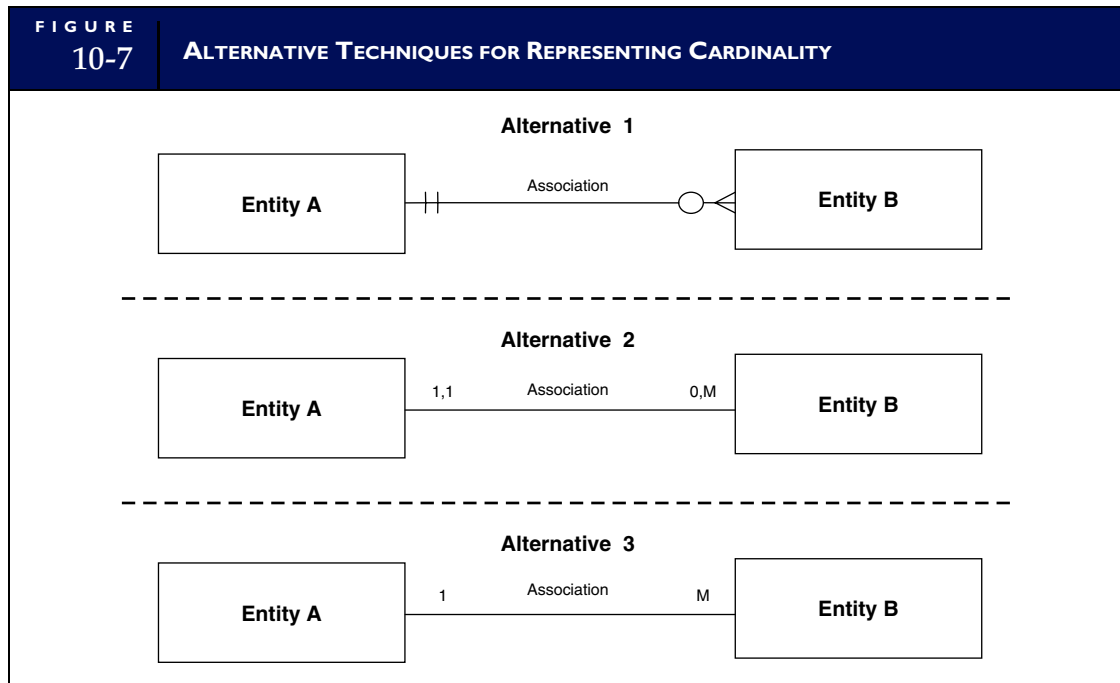 FIGURE
10-7
ALTERNATIVE TECHNIQUES FOR REPRESENTING CARDINALITY
Alternative 1
Entity A
Association
Entity B
Alternative 2
Entity A
1,1
Association
0,M
Entity B
Alternative 3
Entity A
1
Association
M
Entity B